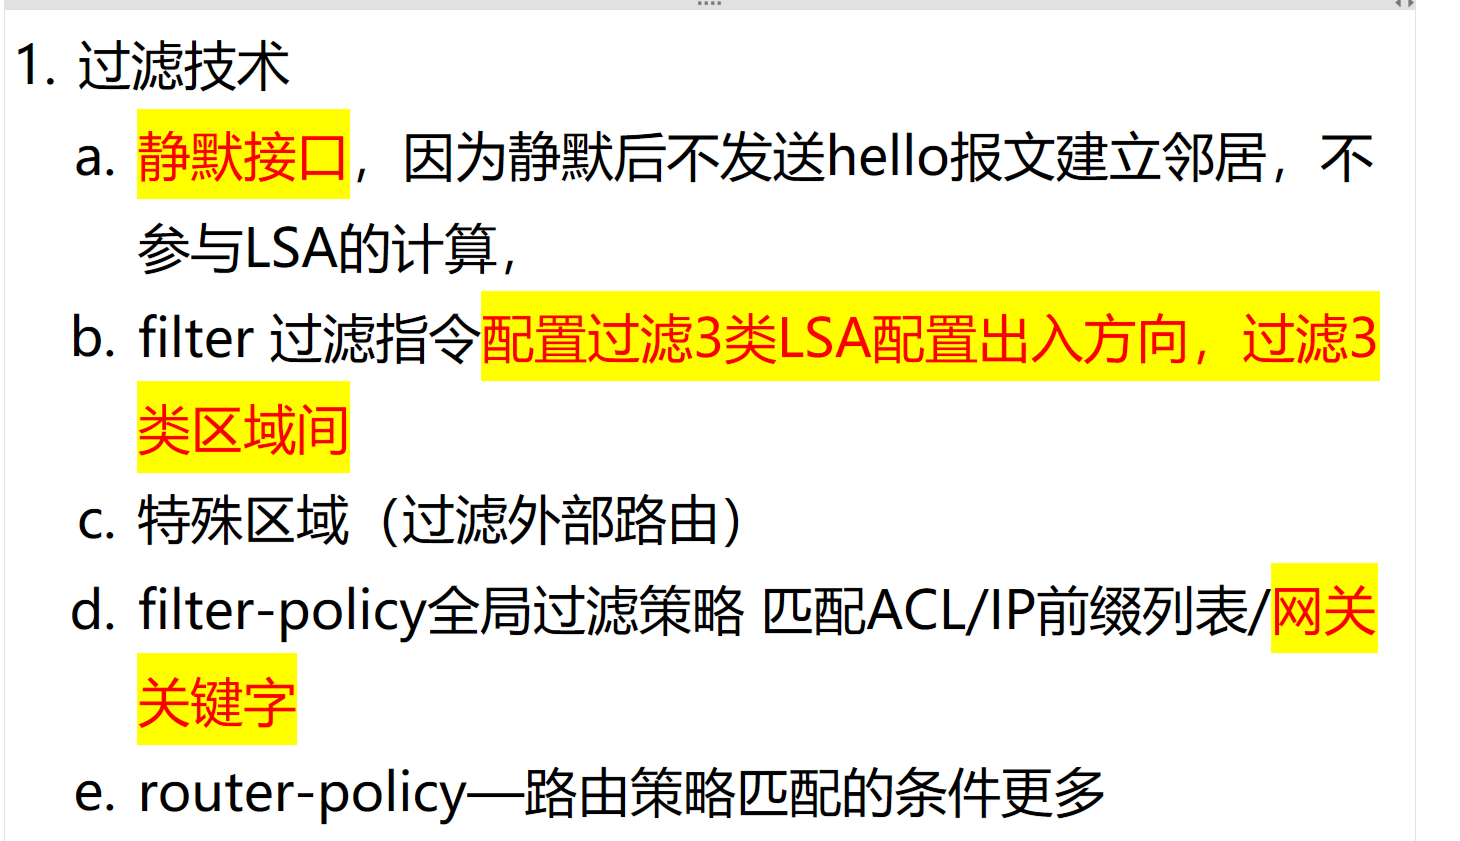 1. 过滤技术
a. 静默接口，因为静默后不发送hello报文建立邻居，不
参与LSA的计算，
b. filter 过滤指令配置过滤3类LSA配置出入方向，过滤3
类区域间
c. 特殊区域（过滤外部路由）
d. filter-policy全局过滤策略 匹配ACL/IP前缀列表/网关
关键字
e. router-policy—路由策略匹配的条件更多